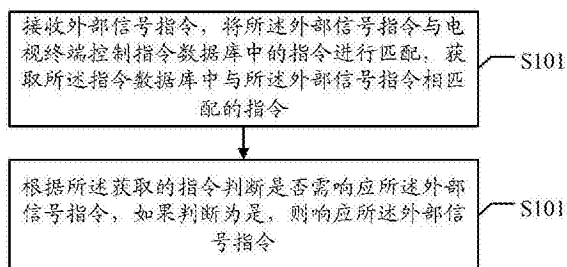 接收外部信号指令，将所述外部信号指令与电
视终端控制指令数据库中的指令进行匹配，获
取所述指令数据库中与所述外部信号指令相匹
配的指令
S101
根据所述获取的指令判断是否需响应所述外部
信号指令，如果判断为是，则响应所述外部信
号指令
S101